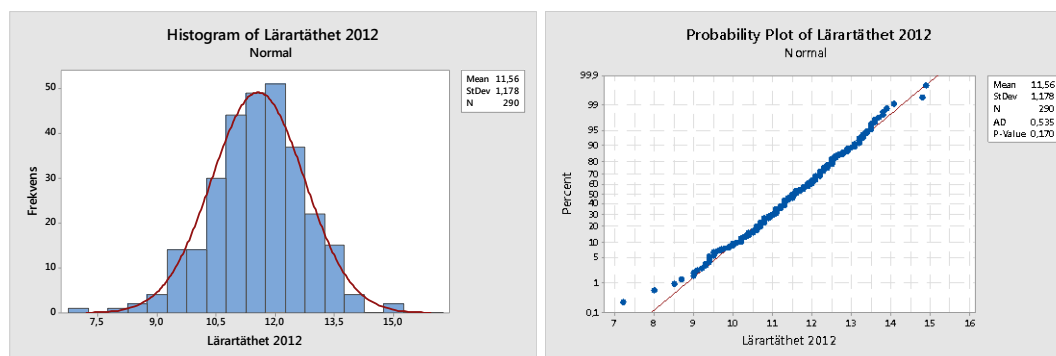 Histogram of Lärartäthet 2012
Normal
50
40
30
20
10
0
Frekvens
7,5 9,0 10,5 12,0 13,5 15,0
Lärartäthet 2012
Mean 11,56
StDev 1,178
N 290
Probability Plot of Lärartäthet 2012
Normal
99,9
99
95
90
80
70
60
50
40
30
20
10
5
1
0,1
Percent
7 8 9 10 11 12 13 14 15 16
Lärartäthet 2012
Mean 11,56
StDev 1,178
N 290
AD 0,535
P-Value 0,170